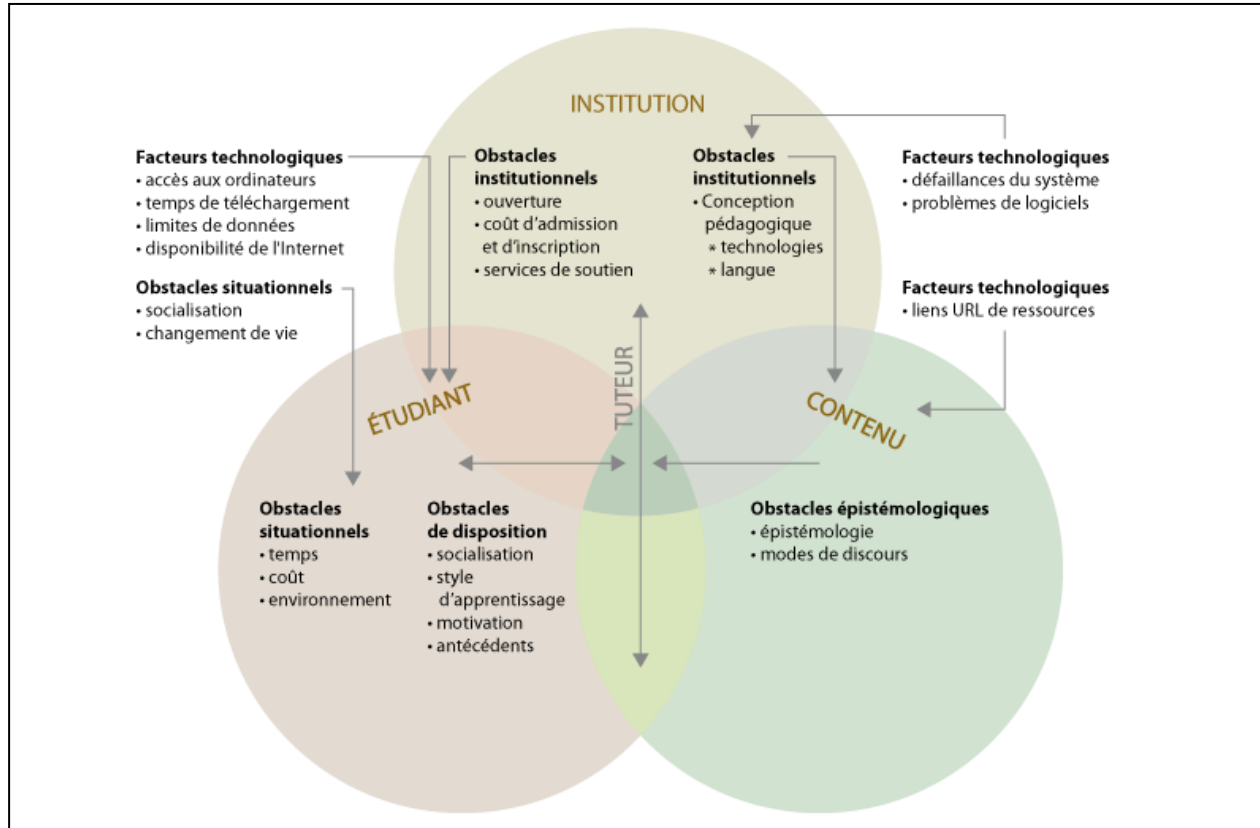 INSTITUTION
Facteurs technologiques
• accès aux ordinateurs
• temps de téléchargement
• limites de données
• disponibilité de l'Internet
Obstacles situationnels
• socialisation
• changement de vie
Obstacles
institutionnels
• ouverture
• coût d'admission
et d'inscription
• services de soutien
Obstacles
institutionnels
• Conception
pédagogique
* technologies
* langue
Facteurs technologiques
• défaillances du système
• problèmes de logiciels
Facteurs technologiques
• liens URL de ressources
ÉTUDIANT
TUTEUR
CONTENU
Obstacles
situationnels
• temps
• coût
• environnement
Obstacles
de disposition
• socialisation
• style
d'apprentissage
• motivation
• antécédents
Obstacles épistémologiques
• épistémologie
• modes de discours